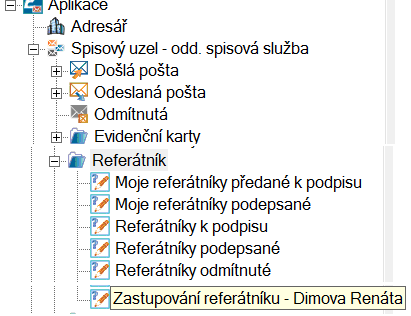 Aplikace
Adresář
Spisový uzel - odd. spisová služba
Došlá pošta
Odeslaná pošta
Odmítnutá
Evidenční karty
Referátník
Moje referátníky předané k podpisu
Moje referátníky podepsané
Referátníky k podpisu
Referátníky podepsané
Referátníky odmítnuté
Zastupování referátníku - Dimova Renáta